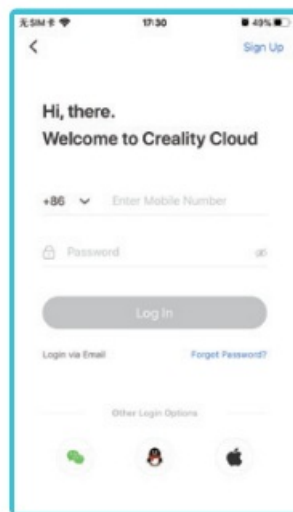 无SIM卡 17:30 49%
Sign Up
Hi, there.
Welcome to Creality Cloud
+86 Enter Mobile Number
Password
Log In
Login via Email Forgot Password?
Other Login Options